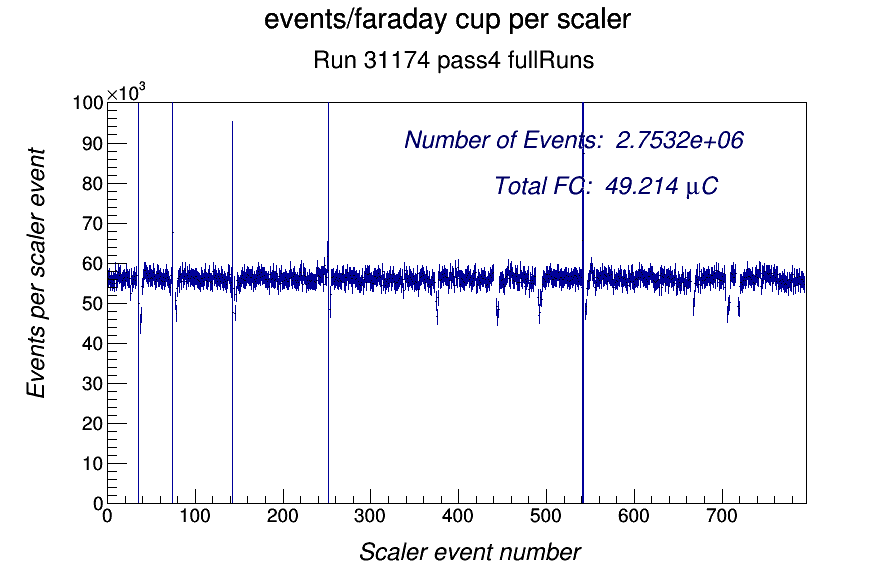 events/faraday cup per scaler
Run 31174 pass4 fullRuns
×10³
100
90
80
70
60
50
40
30
20
10
0
Events per scaler event
Number of Events: 2.7532e+06
Total FC: 49.214 μC
0 100 200 300 400 500 600 700
Scaler event number